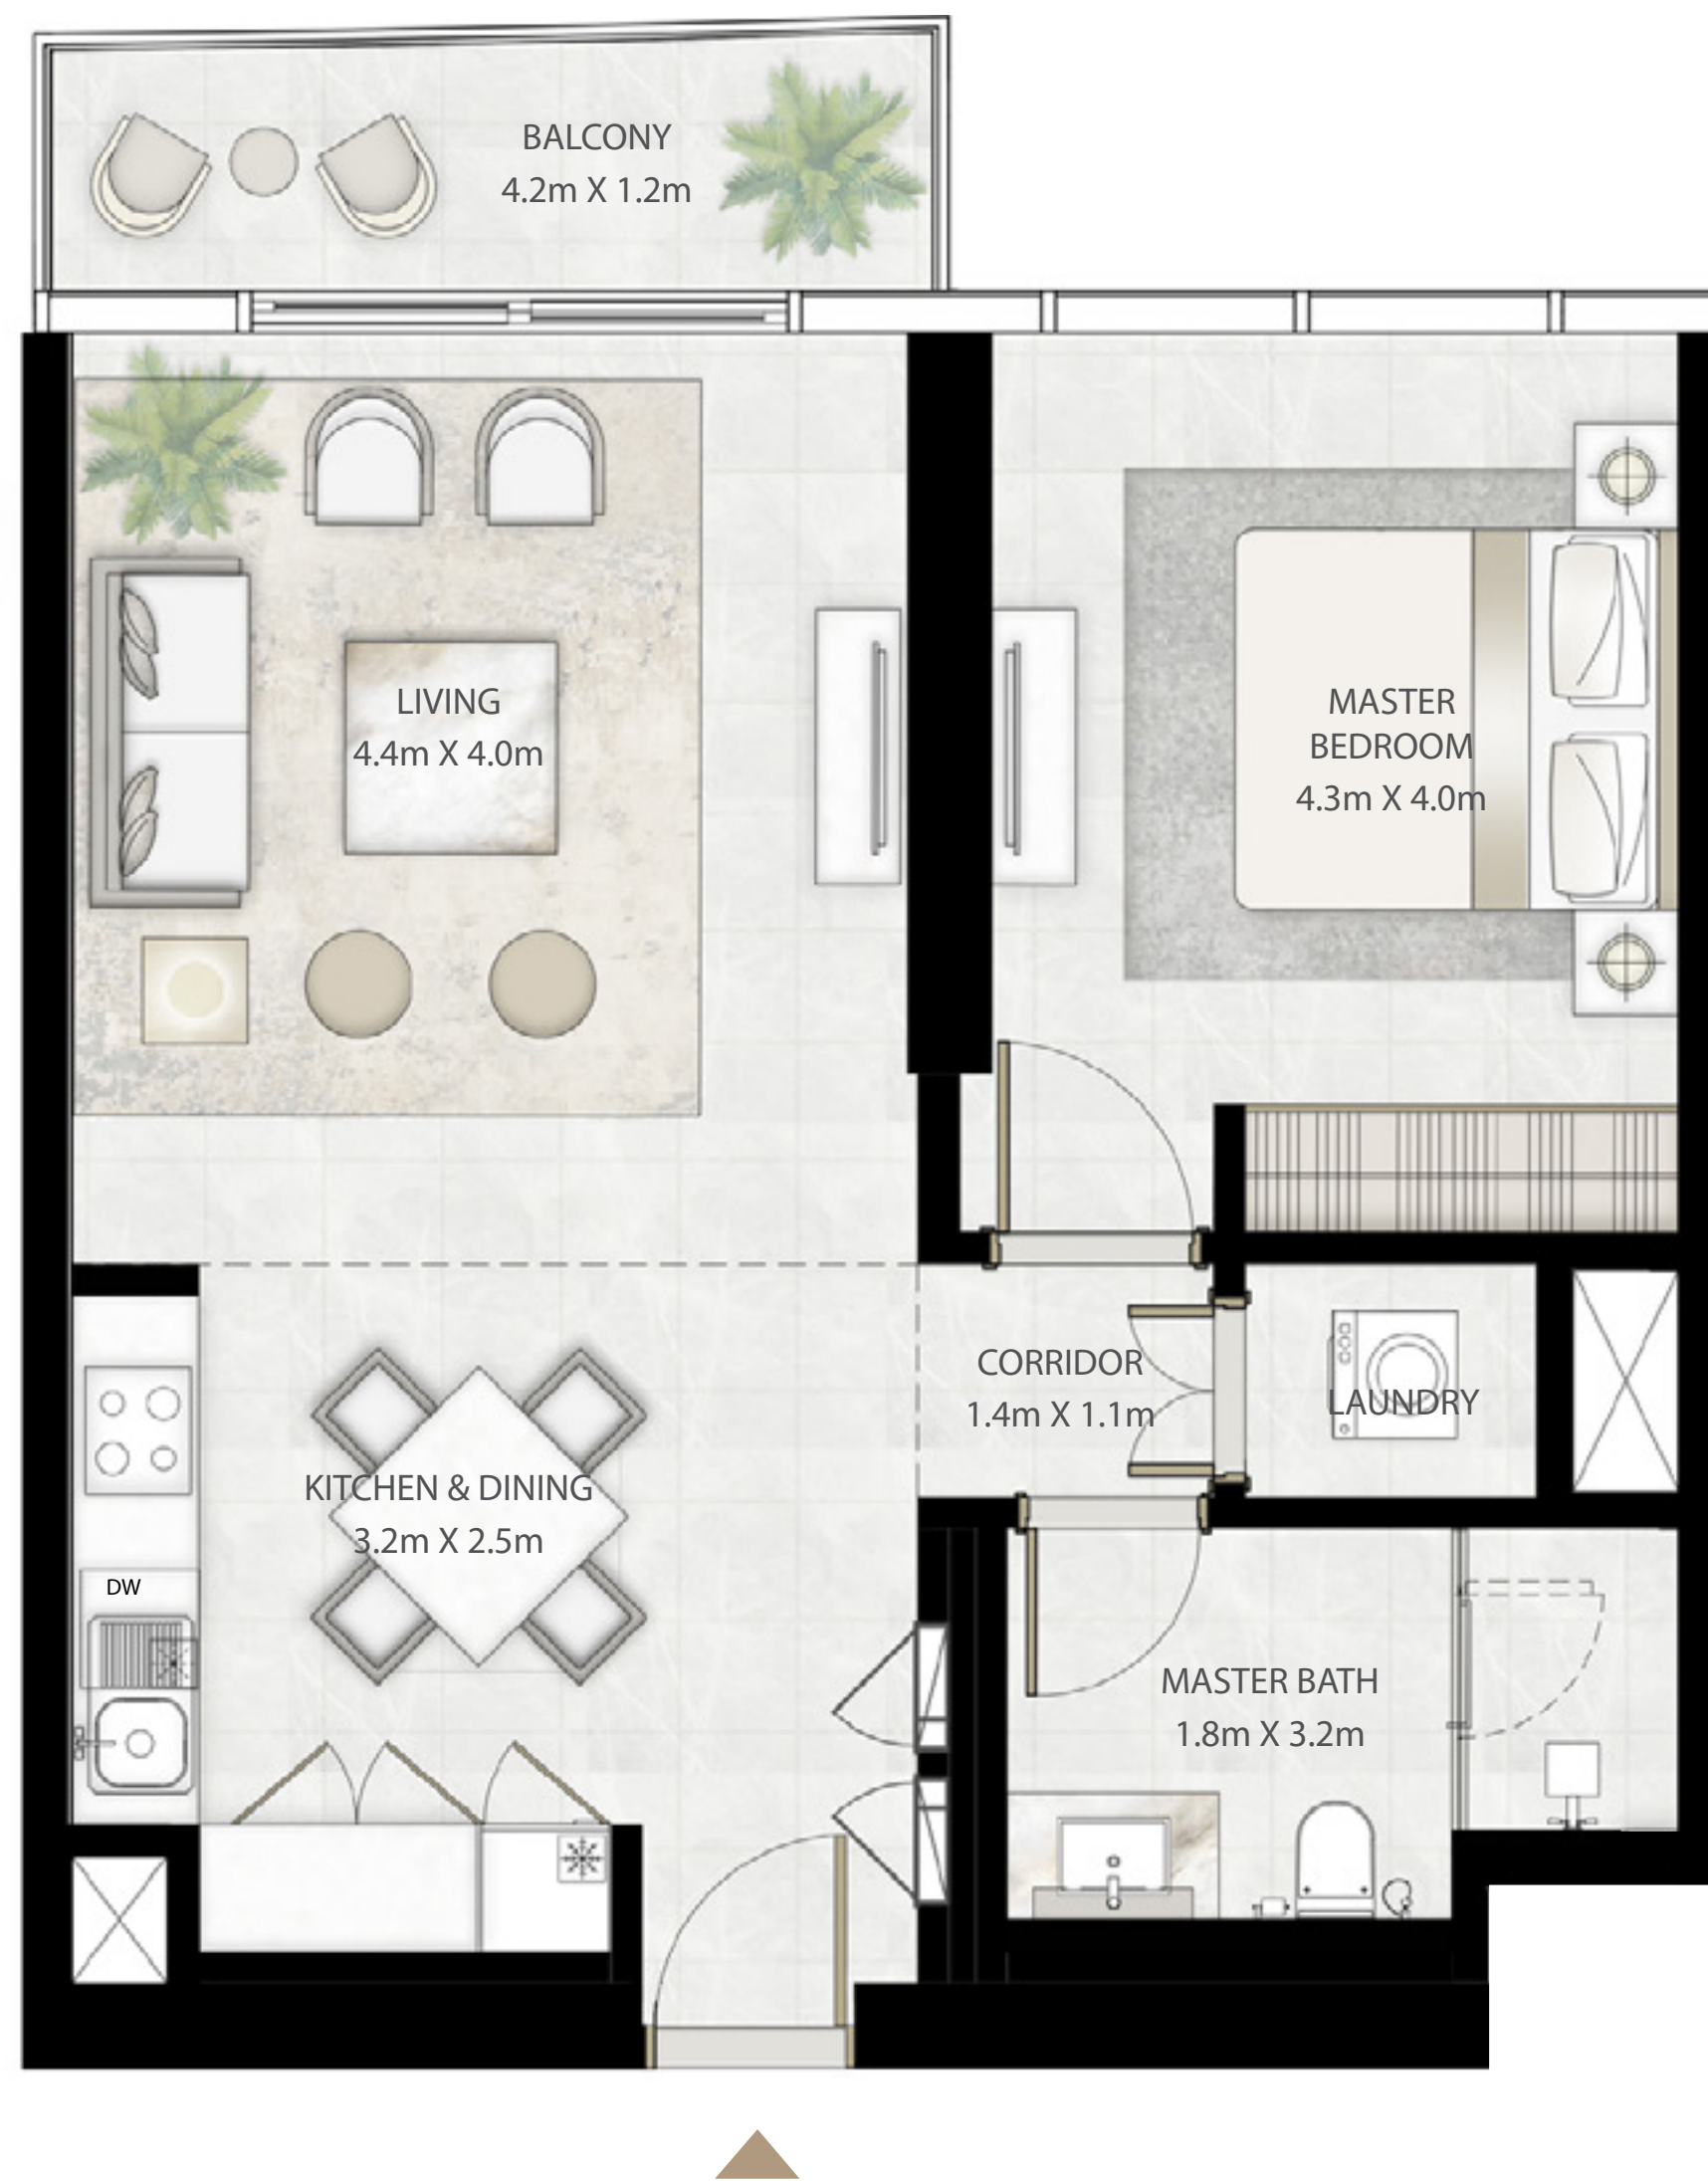 BALCONY
4.2m X 1.2m
LIVING
4.4m X 4.0m
MASTER
BEDROOM
4.3m X 4.0m
CORRIDOR
1.4m X 1.1m
LAUNDRY
KITCHEN & DINING
3.2m X 2.5m
DW
MASTER BATH
1.8m X 3.2m